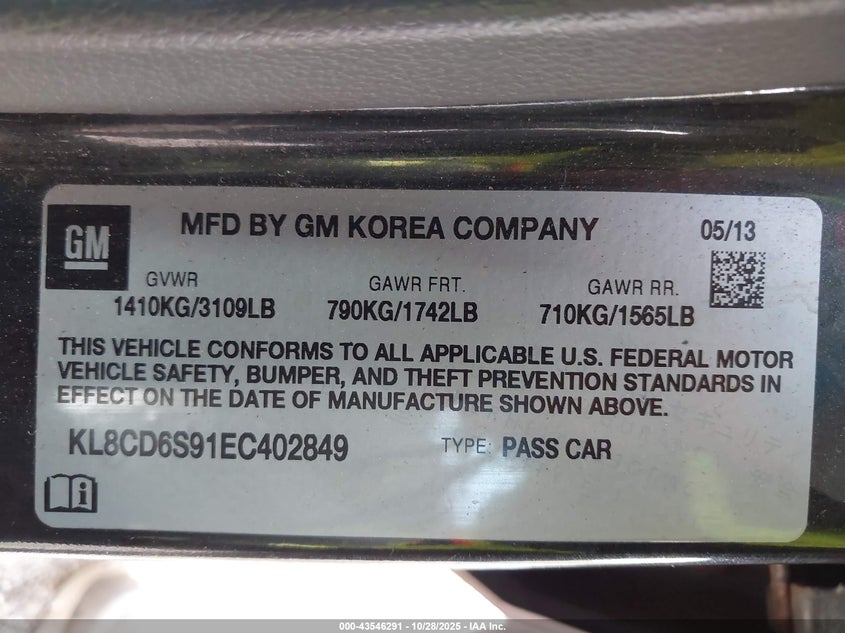 GM
MFD BY GM KOREA COMPANY
05/13
GVWR
1410KG/3109LB
GAWR FRT.
790KG/1742LB
GAWR RR.
710KG/1565LB
THIS VEHICLE CONFORMS TO ALL APPLICABLE U.S. FEDERAL MOTOR
VEHICLE SAFETY, BUMPER, AND THEFT PREVENTION STANDARDS IN
EFFECT ON THE DATE OF MANUFACTURE SHOWN ABOVE.
KL8CD6S91EC402849
TYPE: PASS CAR
i
000-43546291 - 10/28/2025 - IAA Inc.